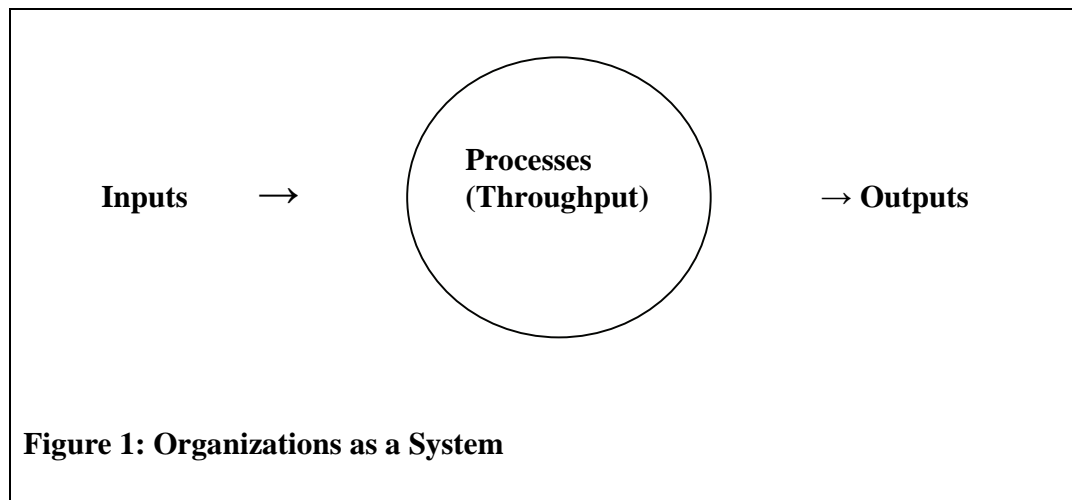 Processes
Inputs → (Throughput) → Outputs
Figure 1: Organizations as a System